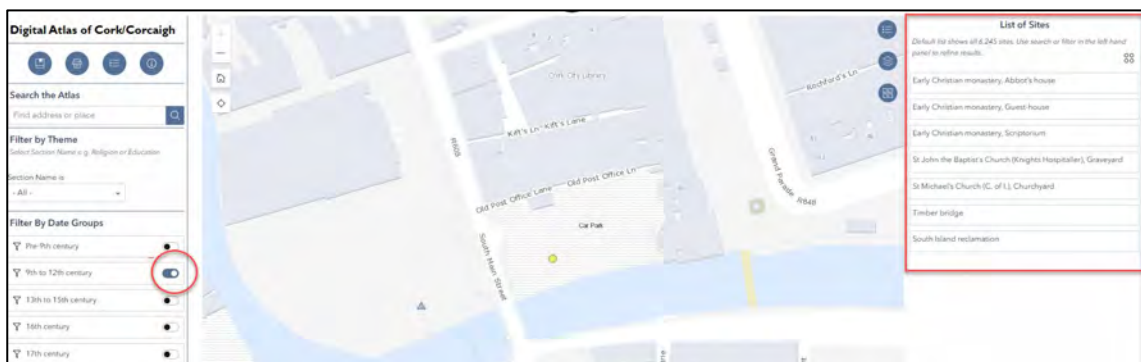 Digital Atlas of Cork/Corcaigh
Search the Atlas
Find address or place
Filter by Theme
Select Section Name e.g. Religion or Education
Section Name is
- All -
Filter By Date Groups
Pre-9th century
9th to 12th century
13th to 15th century
16th century
17th century
Cork City Library
Kift's Ln
Kift's Lane
Rochford's Ln
R608
Old Post Office Lane
Old Post Office Ln
Car Park
Grand Parade
R848
South Main Street
List of Sites
Default list shows all 6,245 sites. Use search or filter in the left hand
panel to refine results.
Early Christian monastery, Abbot's house
Early Christian monastery, Guest-house
Early Christian monastery, Scriptorium
St John the Baptist's Church (Knights Hospitaller), Graveyard
St Michael's Church (C. of I.), Churchyard
Timber bridge
South Island reclamation